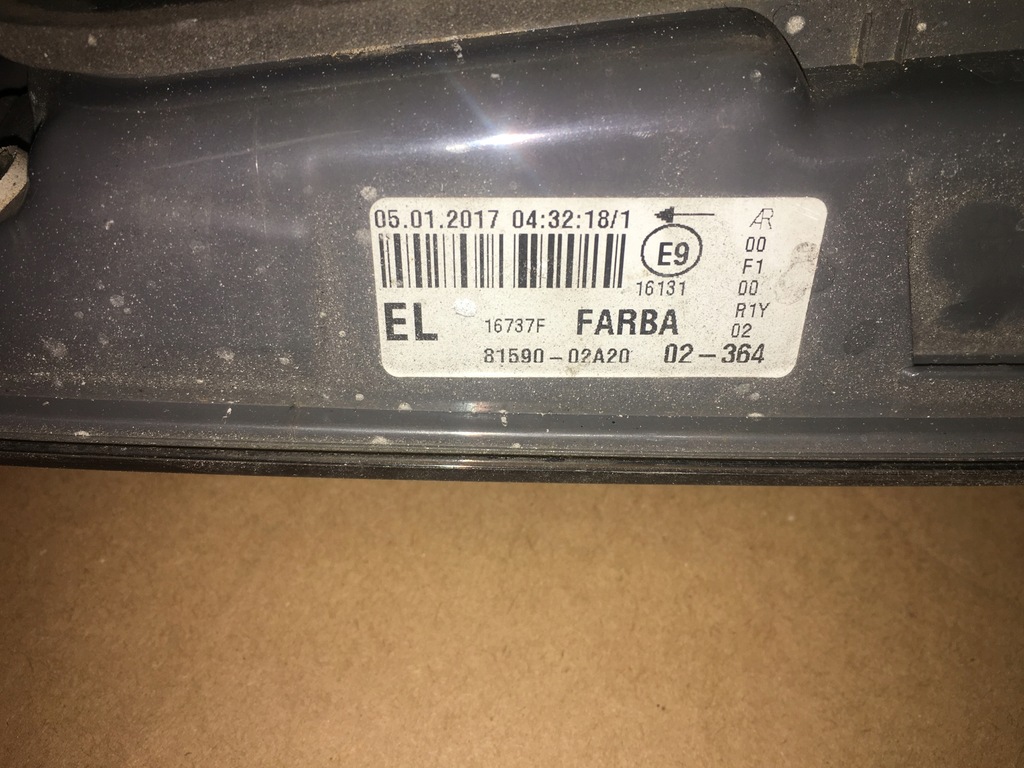 05.01.2017 04:32:18/1
E9
16131
AR
00
F1
00
R1Y
02
EL
16737F
FARBA
81590-02A20
02-364